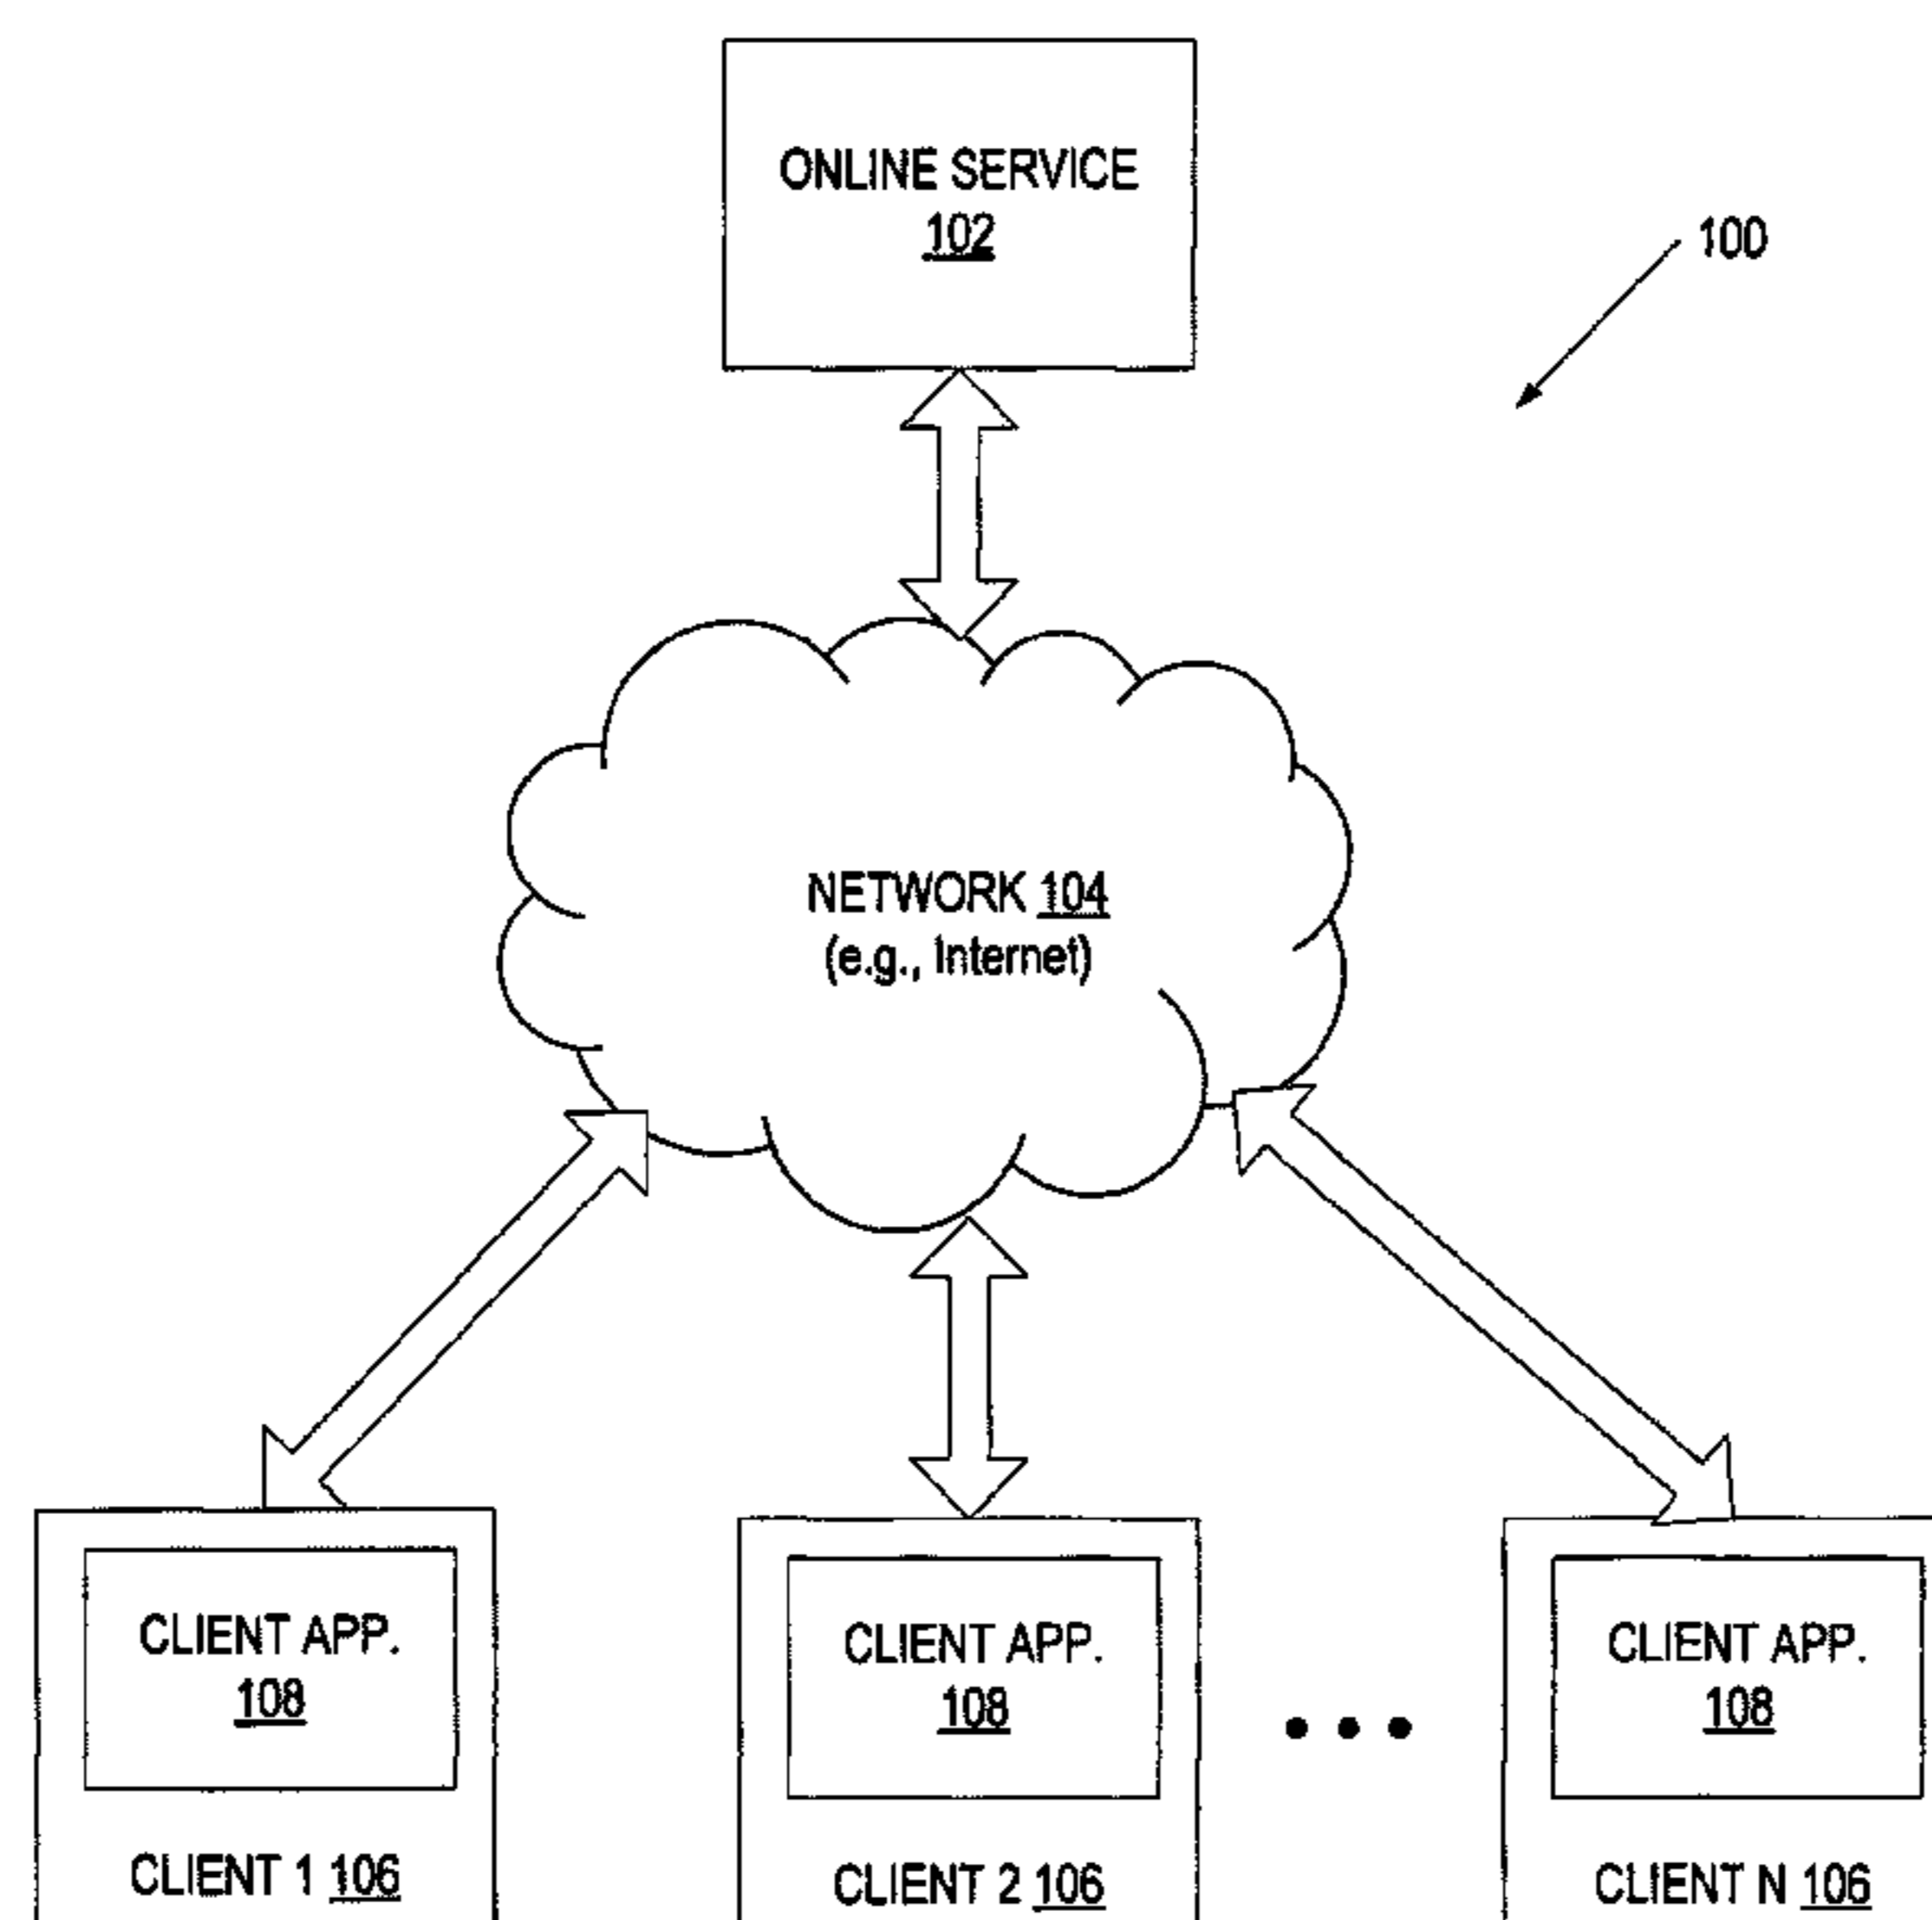 ONLINE SERVICE
102
100
NETWORK 104
(e.g., Internet)
CLIENT APP.
108
CLIENT 1 106
CLIENT APP.
108
CLIENT 2 106
CLIENT APP.
108
CLIENT N 106